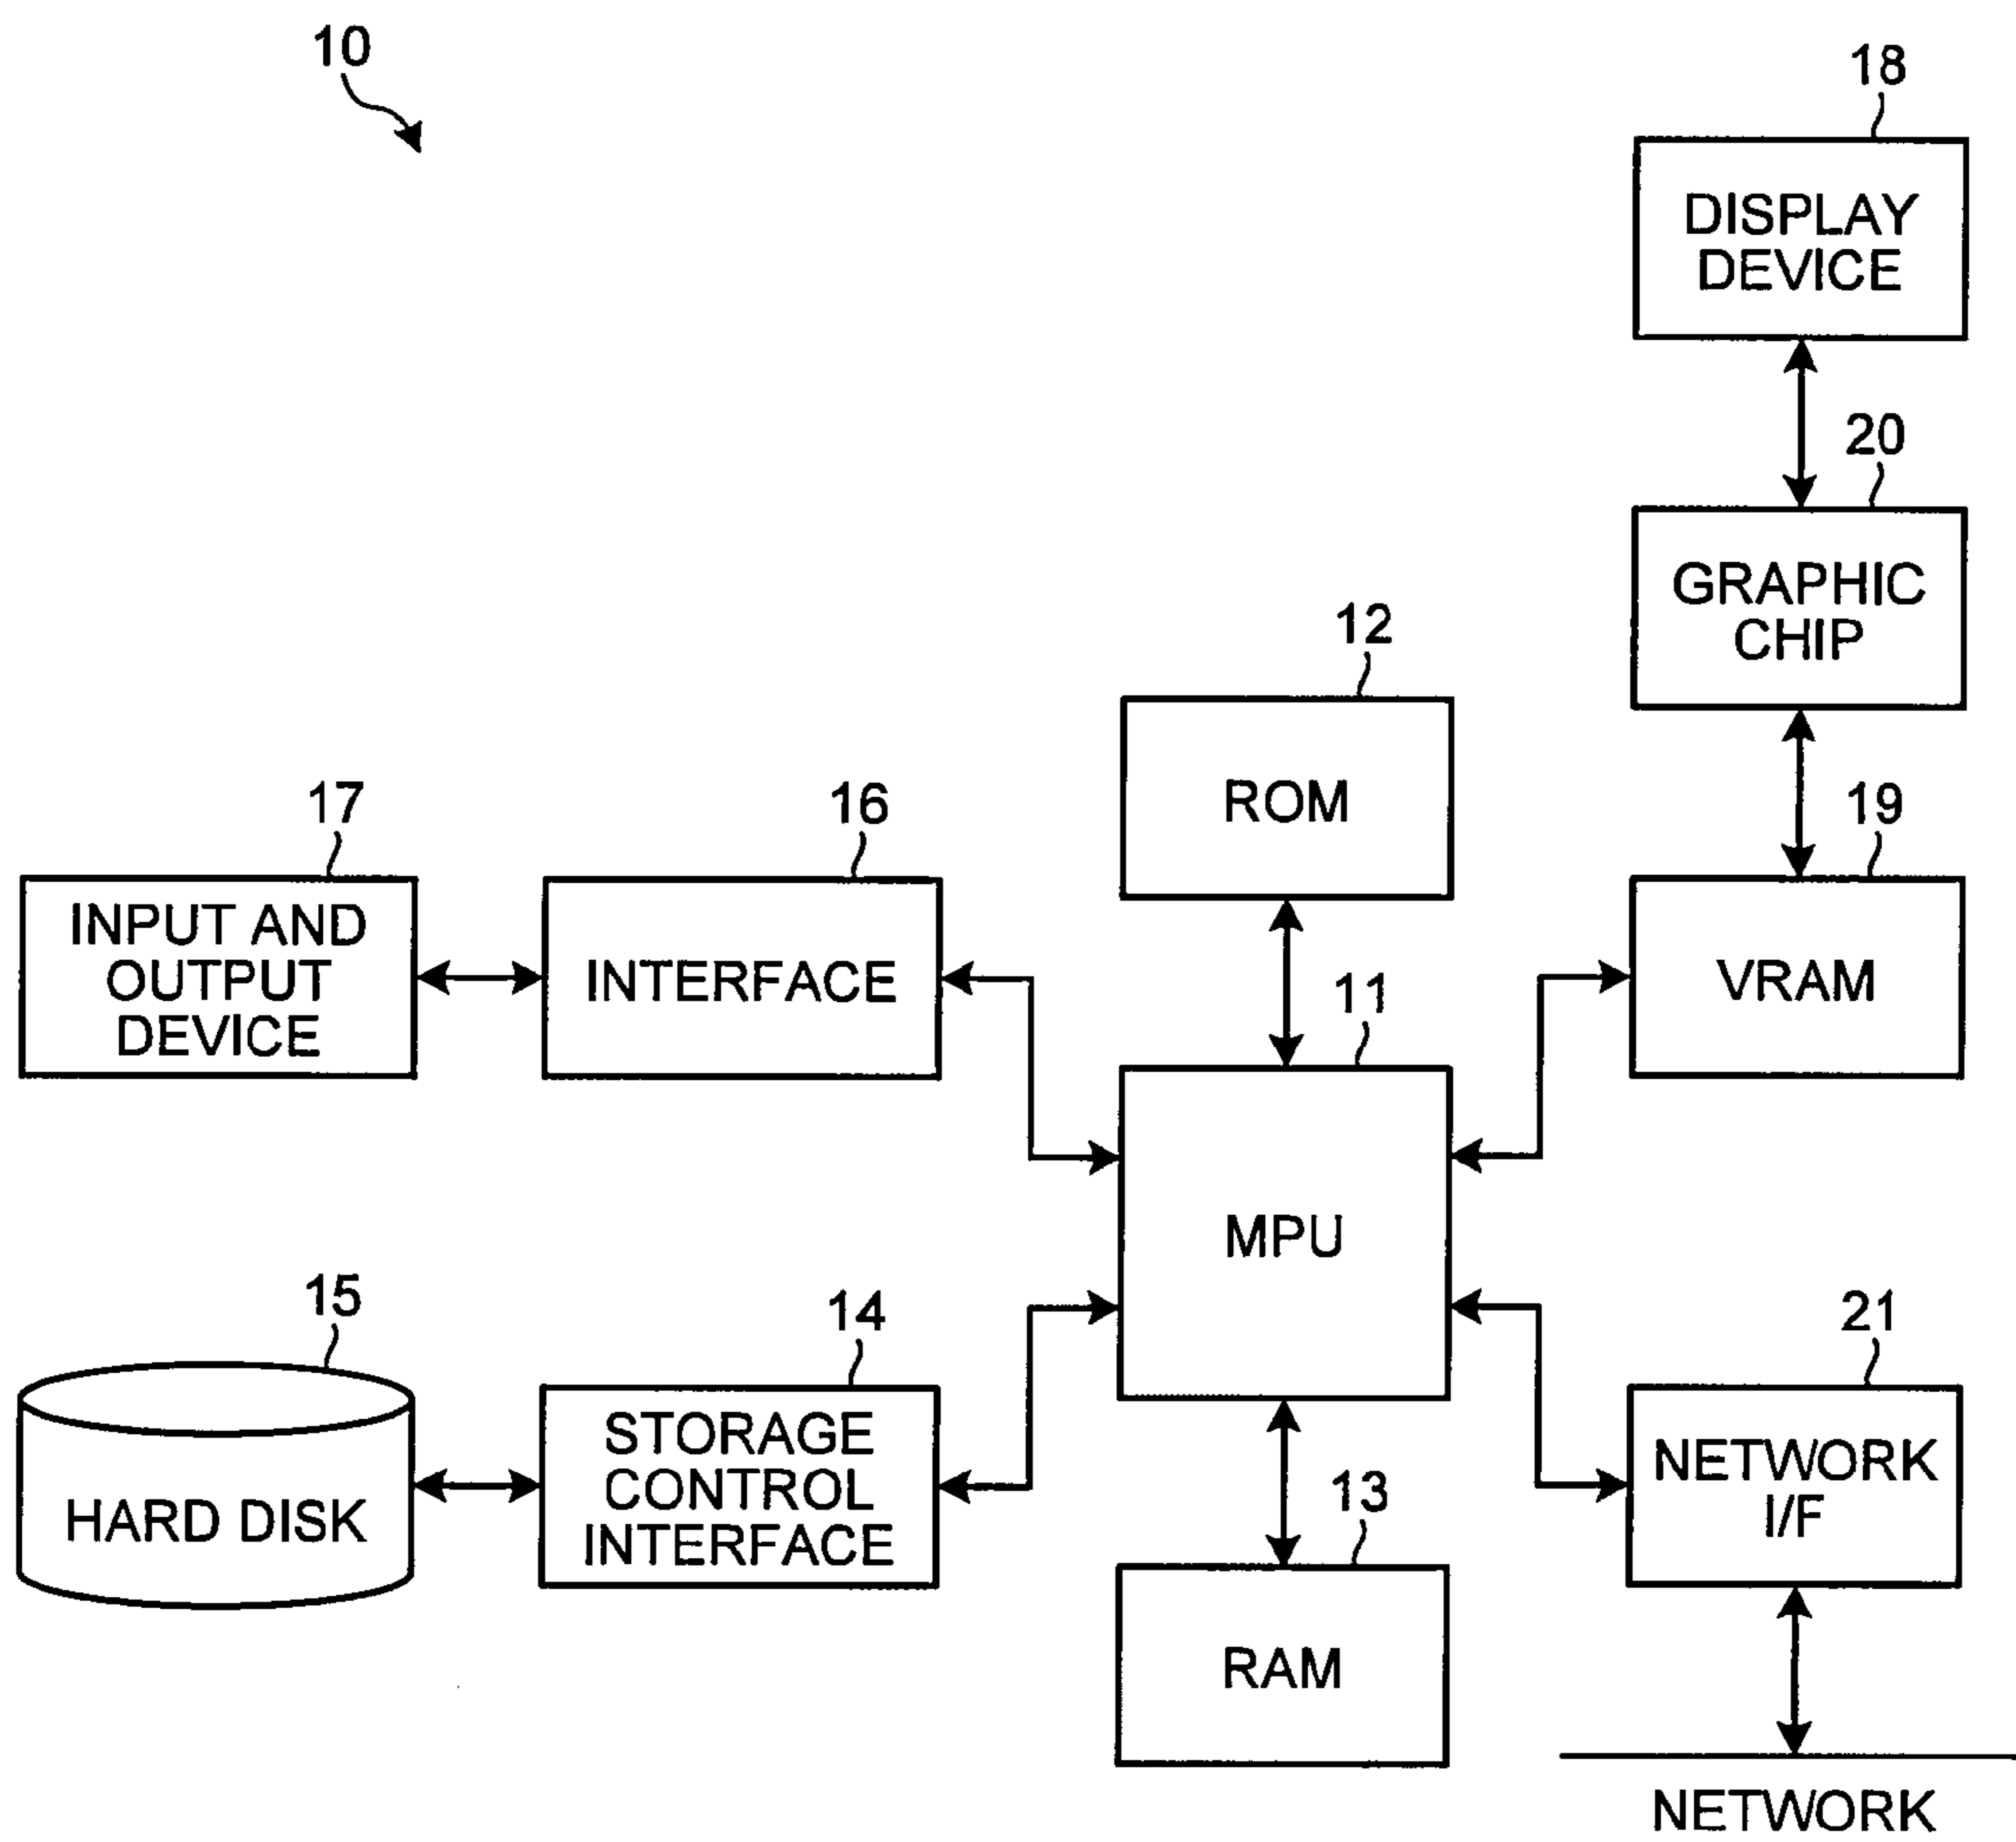 10
18
DISPLAY
DEVICE
20
GRAPHIC
CHIP
12
ROM
17
INPUT AND
OUTPUT
DEVICE
16
INTERFACE
19
VRAM
11
MPU
15
HARD DISK
14
STORAGE
CONTROL
INTERFACE
13
RAM
21
NETWORK
I/F
NETWORK